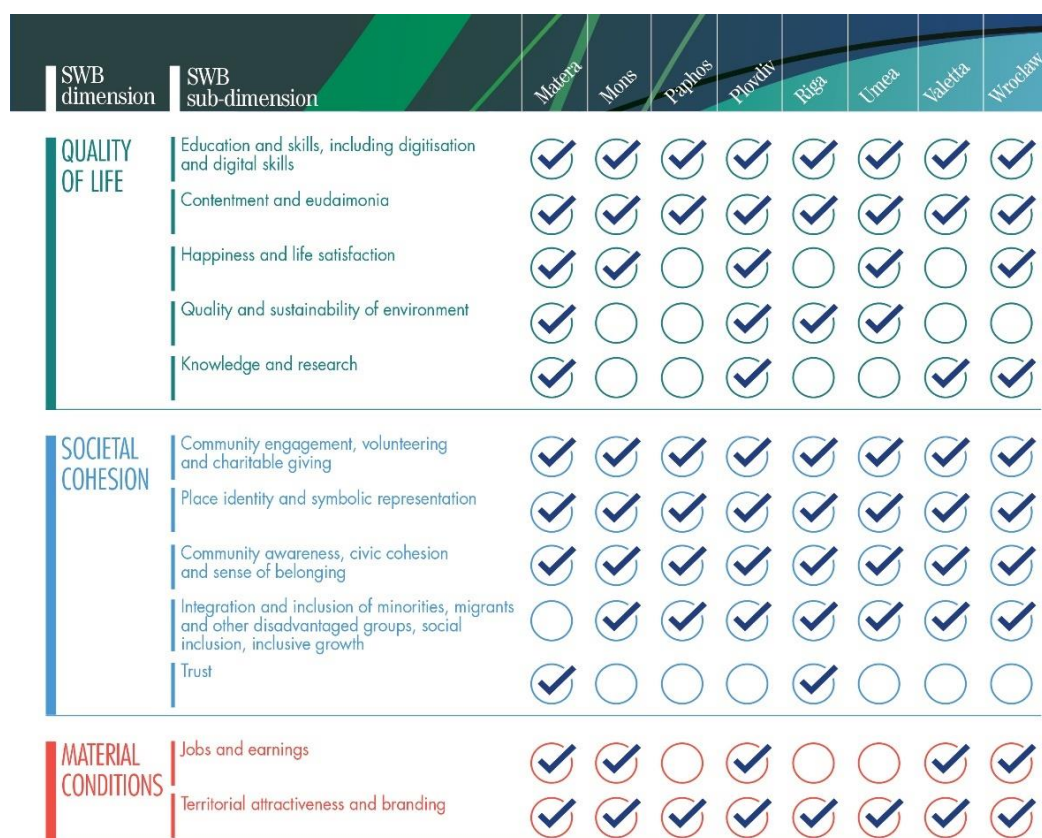 SWB
dimension
SWB
sub-dimension
Matera
Mons
Paphos
Plovdiv
Riga
Umea
Valetta
Wroclaw
QUALITY
OF LIFE
Education and skills, including digitisation
and digital skills
Contentment and eudaimonia
Happiness and life satisfaction
Quality and sustainability of environment
Knowledge and research
SOCIETAL
COHESION
Community engagement, volunteering
and charitable giving
Place identity and symbolic representation
Community awareness, civic cohesion
and sense of belonging
Integration and inclusion of minorities, migrants
and other disadvantaged groups, social
inclusion, inclusive growth
Trust
MATERIAL
CONDITIONS
Jobs and earnings
Territorial attractiveness and branding